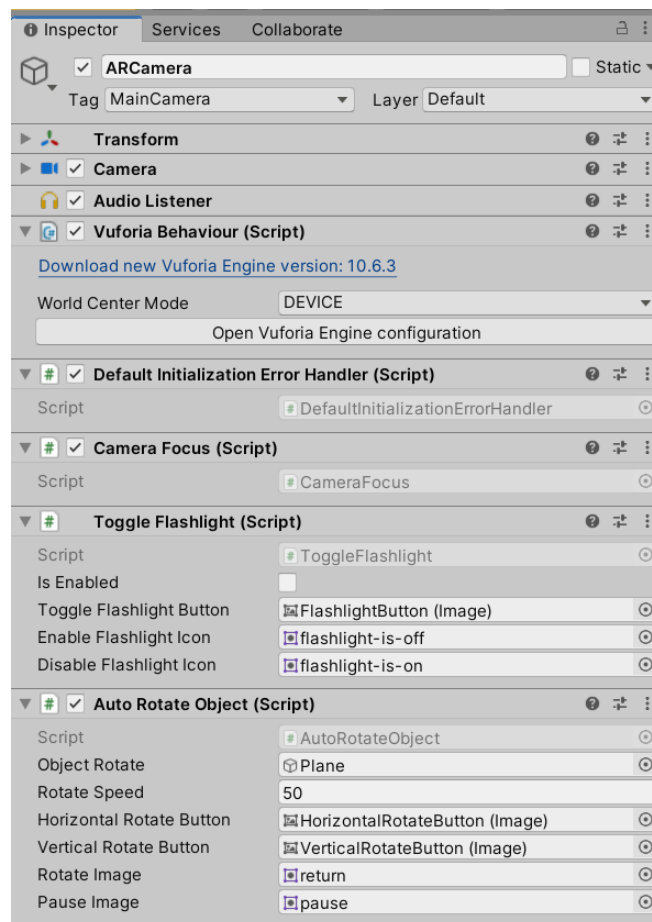 Inspector Services Collaborate
ARCamera Static
Tag MainCamera Layer Default
Transform
Camera
Audio Listener
Vuforia Behaviour (Script)
Download new Vuforia Engine version: 10.6.3
World Center Mode DEVICE
Open Vuforia Engine configuration
Default Initialization Error Handler (Script)
Script DefaultInitializationErrorHandler
Camera Focus (Script)
Script CameraFocus
Toggle Flashlight (Script)
Script ToggleFlashlight
Is Enabled
Toggle Flashlight Button FlashlightButton (Image)
Enable Flashlight Icon flashlight-is-off
Disable Flashlight Icon flashlight-is-on
Auto Rotate Object (Script)
Script AutoRotateObject
Object Rotate Plane
Rotate Speed 50
Horizontal Rotate Button HorizontalRotateButton (Image)
Vertical Rotate Button VerticalRotateButton (Image)
Rotate Image return
Pause Image pause